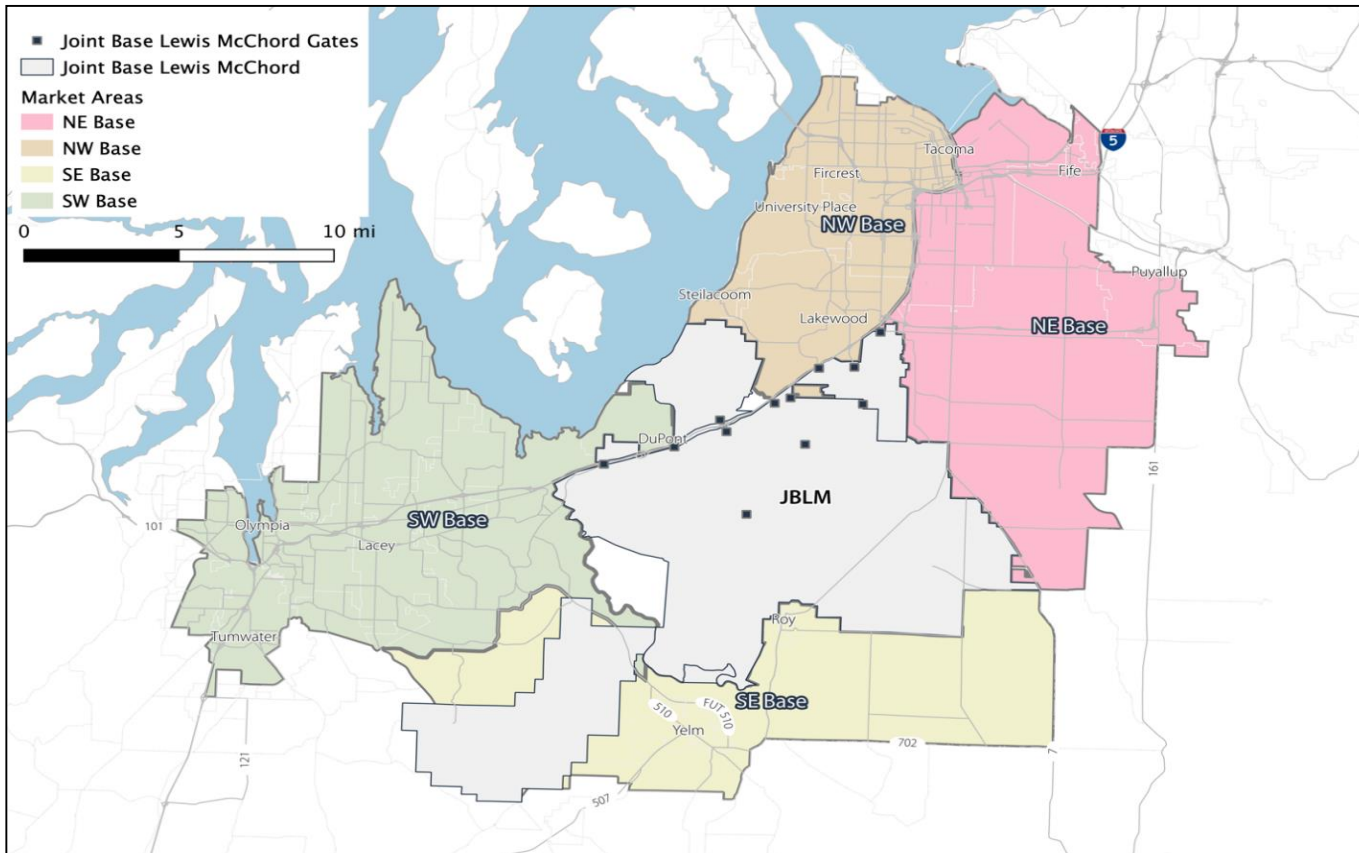 Joint Base Lewis McChord Gates
Joint Base Lewis McChord
Market Areas
NE Base
NW Base
SE Base
SW Base
0 5 10 mi
Tacoma
5
Fife
Fircrest
University Place
NW Base
Puyallup
Steilacoom
Lakewood
NE Base
DuPont
161
JBLM
101
Olympia
SW Base
Lacey
Roy
Tumwater
SE Base
510
FUT 510
Yelm
702
7
121
507